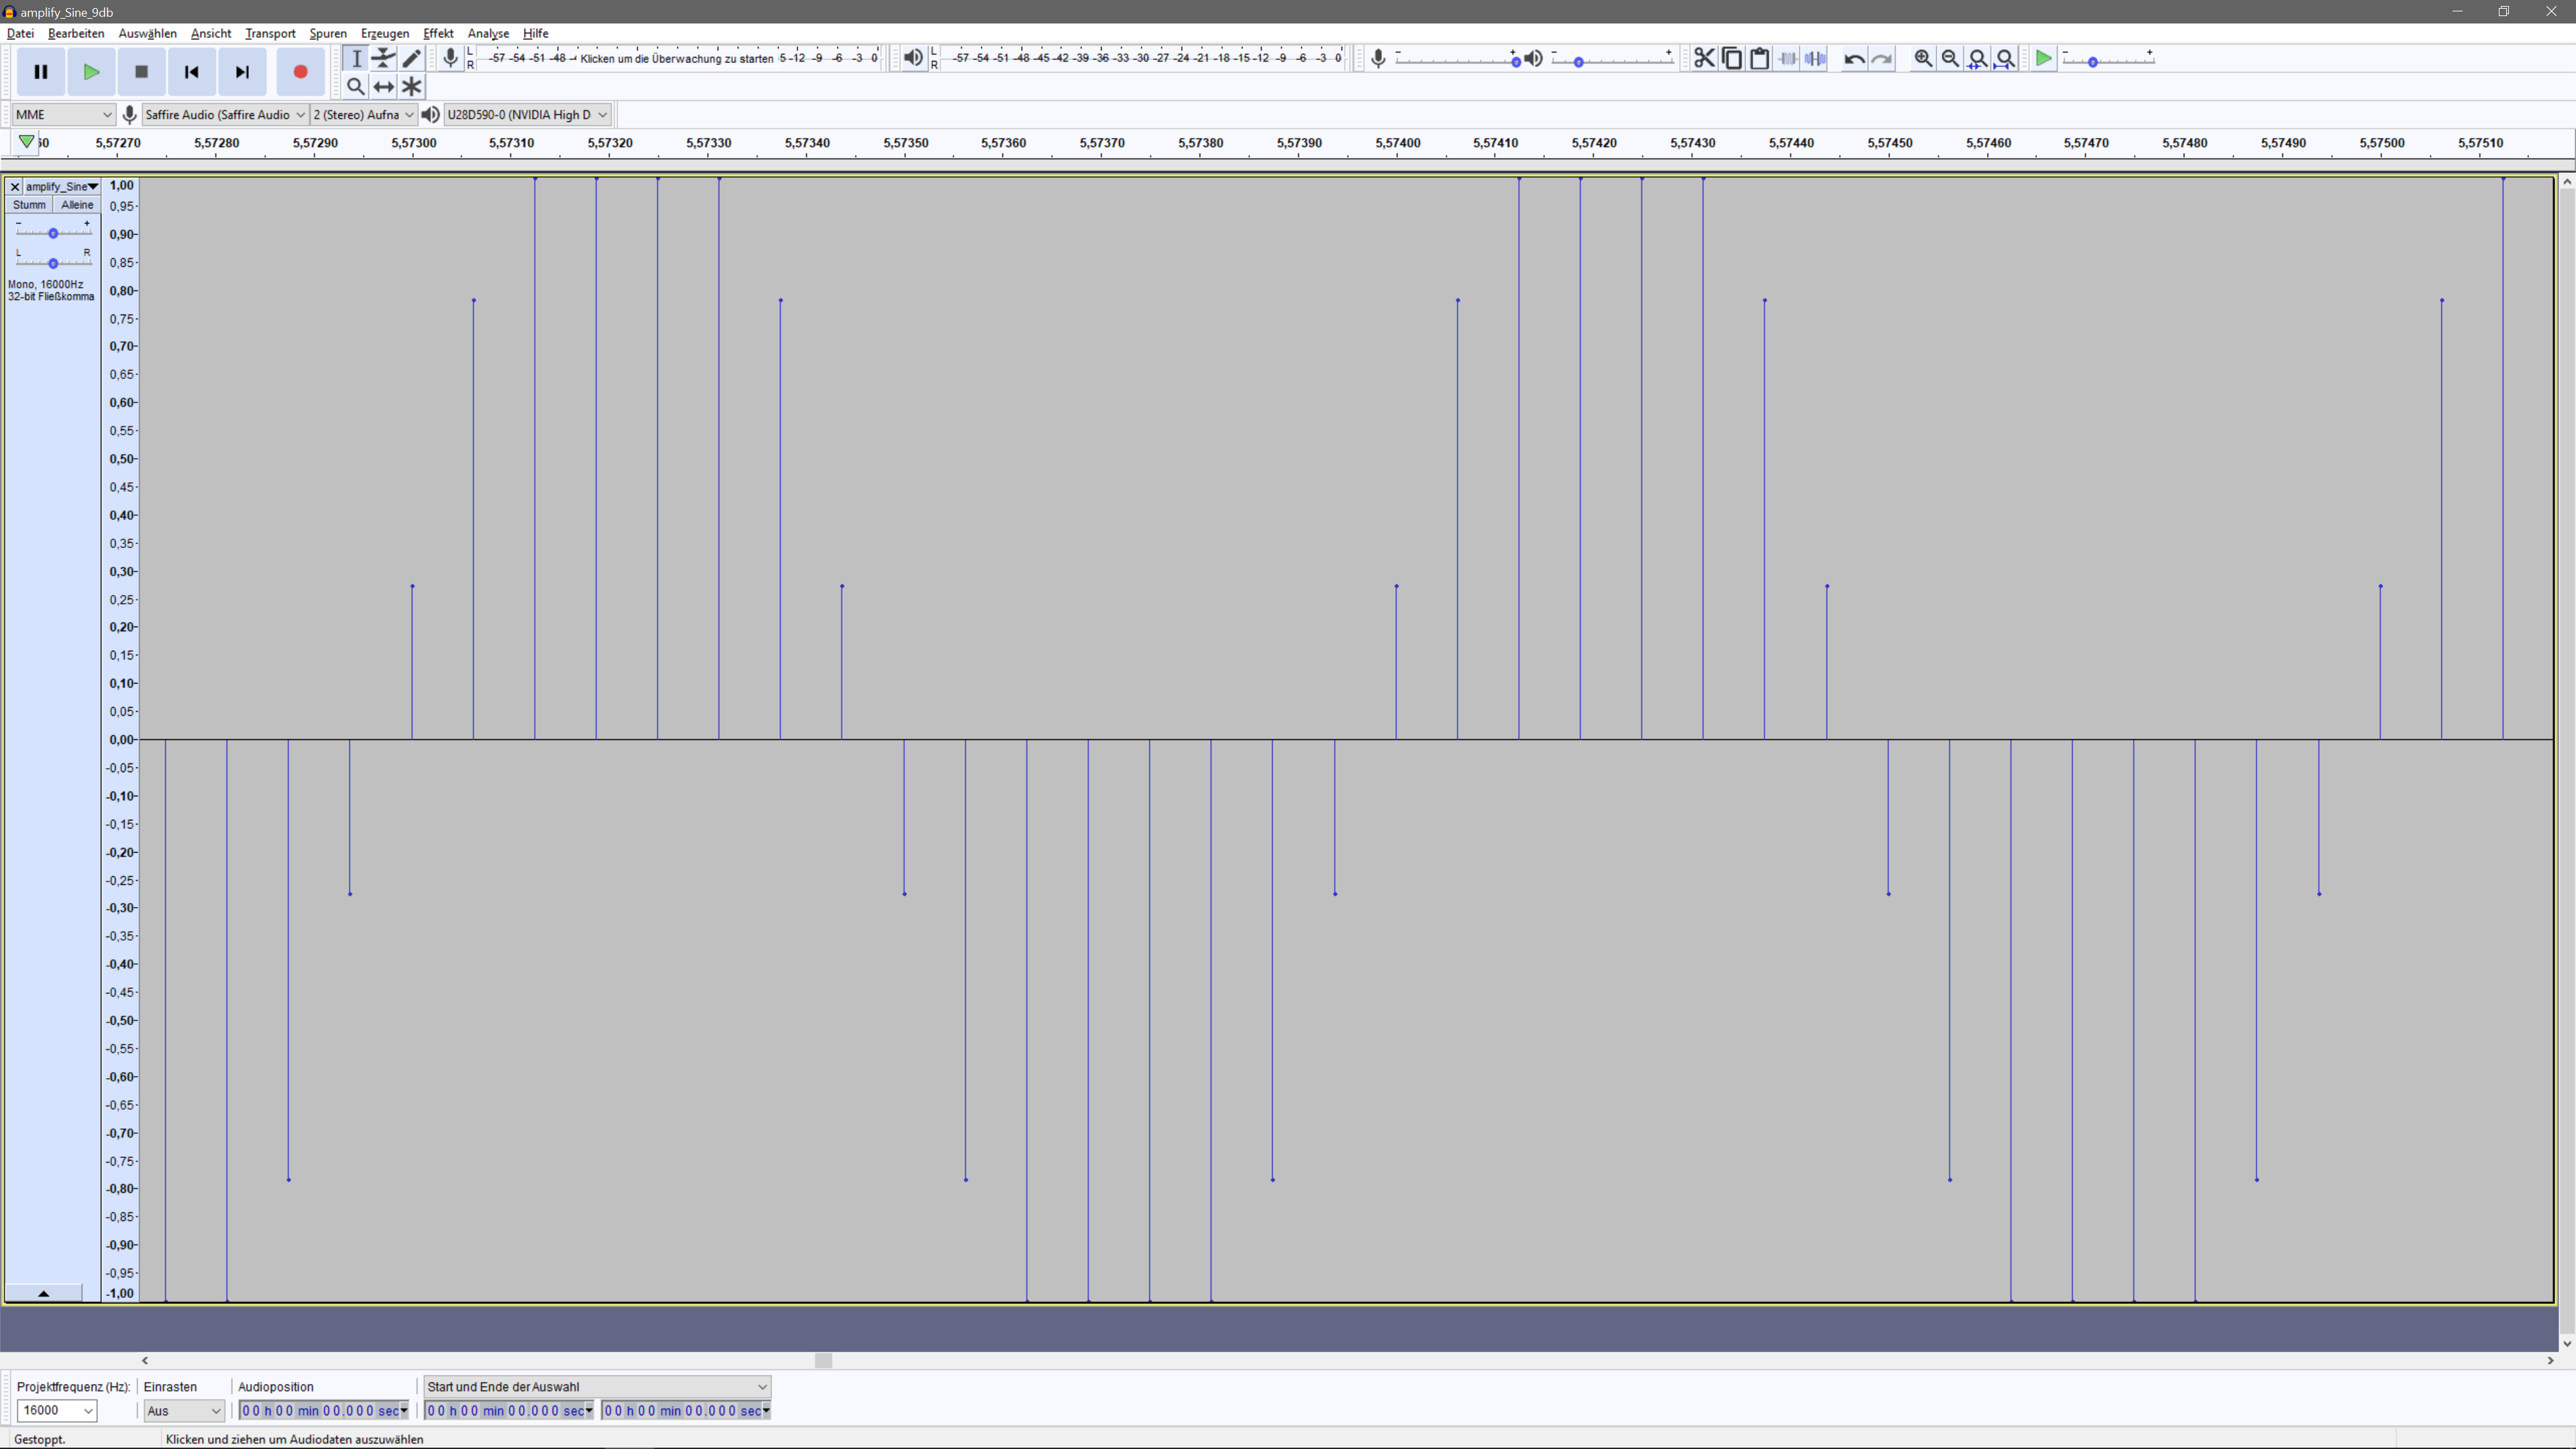 amplify_Sine_9db
Datei Bearbeiten Auswählen Ansicht Transport Spuren Erzeugen Effekt Analyse Hilfe
L
R
-57 -54 -51 -48 Klicken um die Überwachung zu starten 5 -12 -9 -6 -3 0
L
R
-57 -54 -51 -48 -45 -42 -39 -36 -33 -30 -27 -24 -21 -18 -15 -12 -9 -6 -3 0
- +
- +
- +
MME Saffire Audio (Saffire Audio 2 (Stereo) Aufna U28D590-0 (NVIDIA High D
5,57270 5,57280 5,57290 5,57300 5,57310 5,57320 5,57330 5,57340 5,57350 5,57360 5,57370 5,57380 5,57390 5,57400 5,57410 5,57420 5,57430 5,57440 5,57450 5,57460 5,57470 5,57480 5,57490 5,57500 5,57510
amplify_Sine
Stumm Alleine
- +
L R
Mono, 16000Hz
32-bit Fließkomma
1,00
0,95
0,90
0,85
0,80
0,75
0,70
0,65
0,60
0,55
0,50
0,45
0,40
0,35
0,30
0,25
0,20
0,15
0,10
0,05
0,00
-0,05
-0,10
-0,15
-0,20
-0,25
-0,30
-0,35
-0,40
-0,45
-0,50
-0,55
-0,60
-0,65
-0,70
-0,75
-0,80
-0,85
-0,90
-0,95
-1,00
Projektfrequenz (Hz): Einrasten Audioposition Start und Ende der Auswahl
16000 Aus 00 h 00 min 00.000 sec 00 h 00 min 00.000 sec 00 h 00 min 00.000 sec
Gestoppt. Klicken und ziehen um Audiodaten auszuwählen